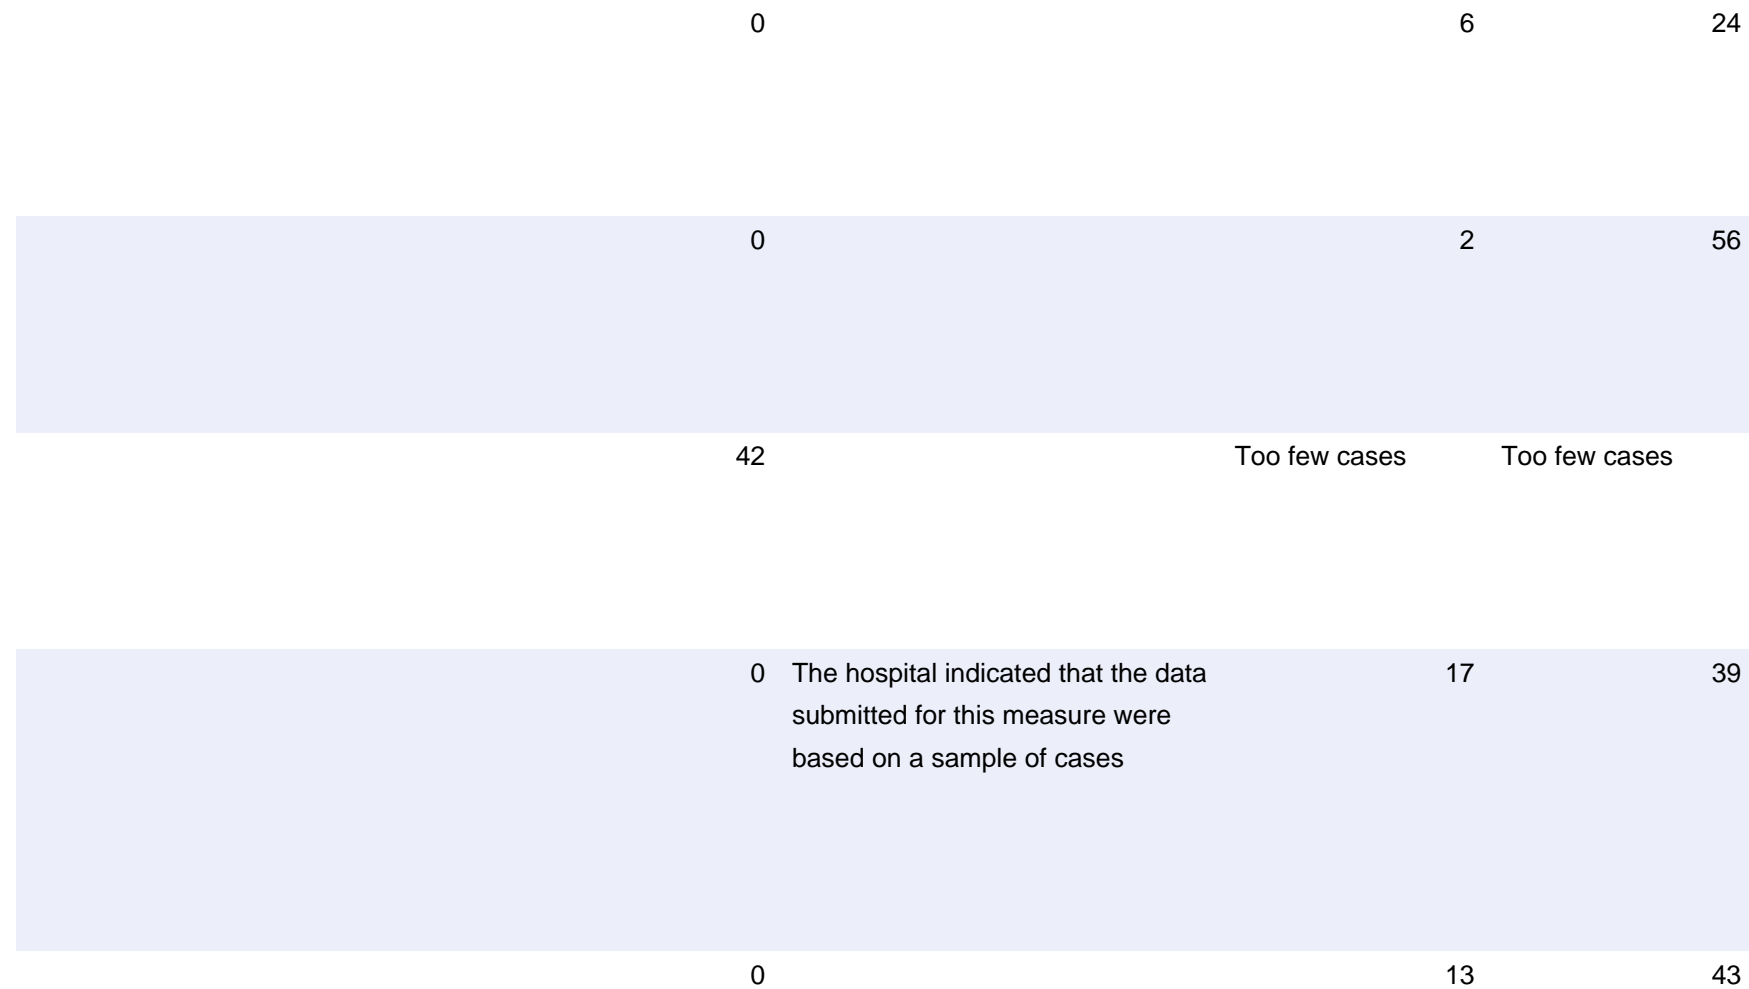 0 6 24
0 2 56
42 Too few cases Too few cases
0 The hospital indicated that the data 17 39
submitted for this measure were
based on a sample of cases
0 13 43